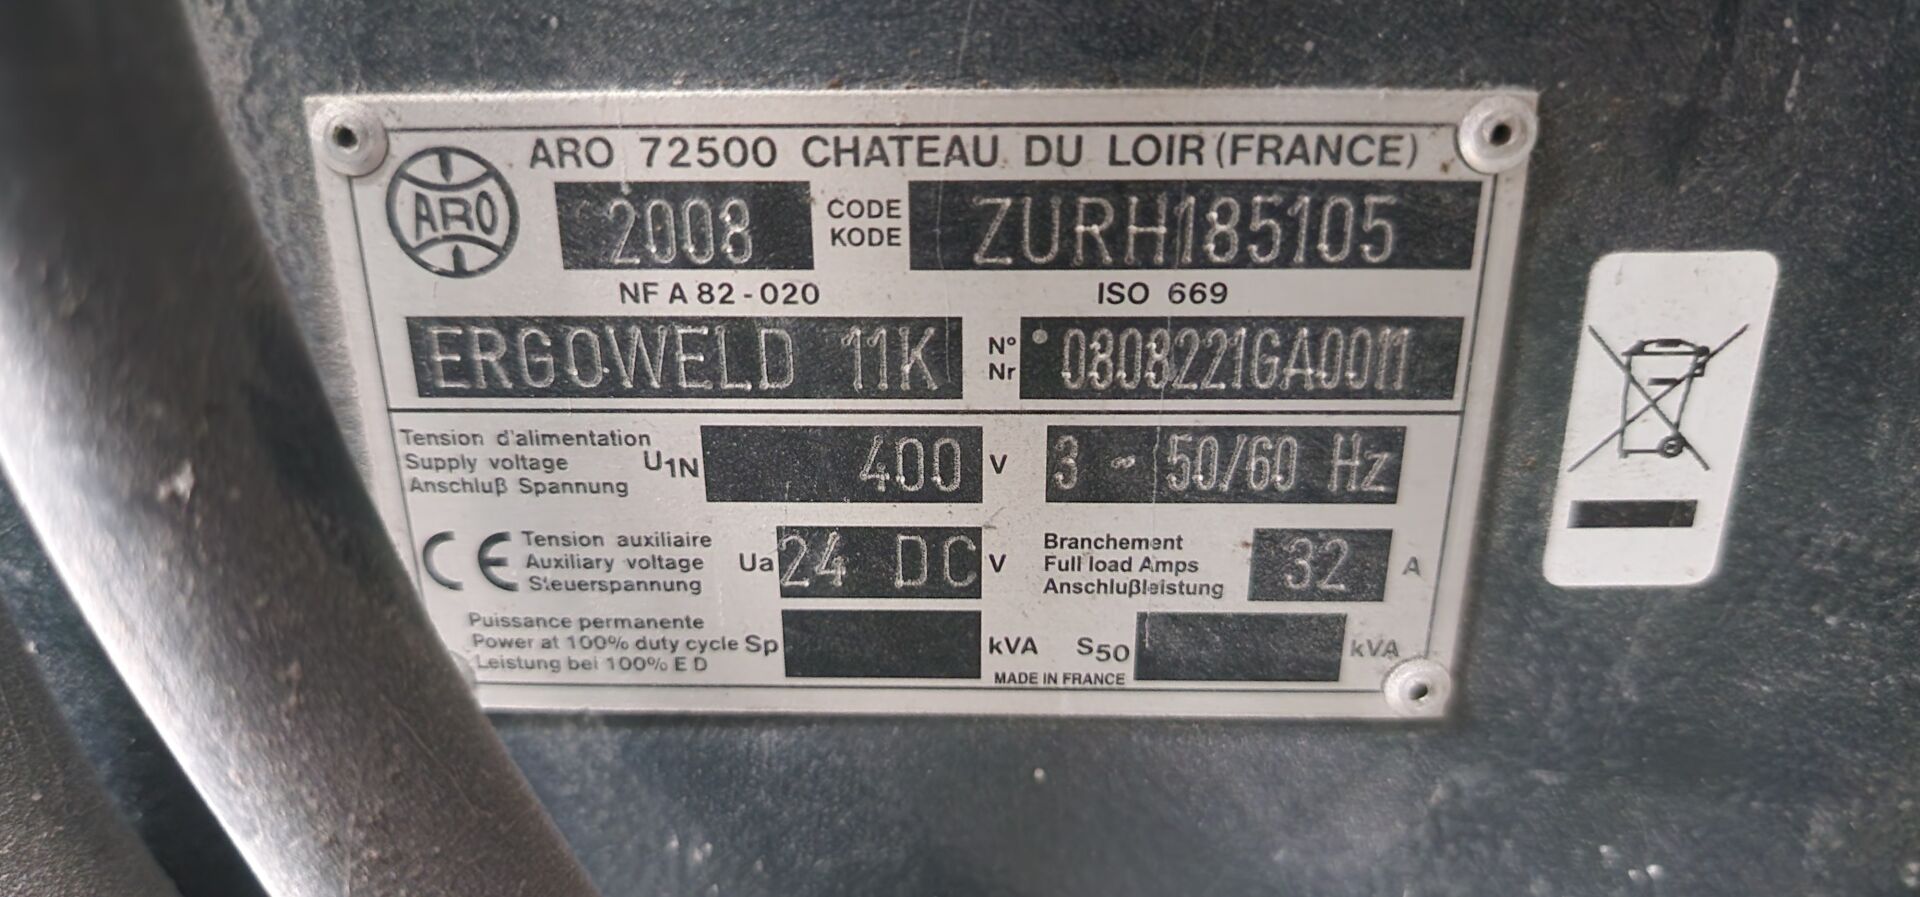 ARO 72500 CHATEAU DU LOIR (FRANCE)
ARO
2008 CODE KODE ZURH185105
NF A 82-020 ISO 669
ERGOWELD 11K N° Nr 0808221GA0011
Tension d'alimentation
Supply voltage U1N 400 V 3 ~ 50/60 Hz
Anschluß Spannung
CE Tension auxiliaire Branchement
Auxiliary voltage Ua 24 DC V Full load Amps 32 A
Steuerspannung Anschlußleistung
Puissance permanente
Power at 100% duty cycle Sp kVA S50 kVA
Leistung bei 100% E D
MADE IN FRANCE